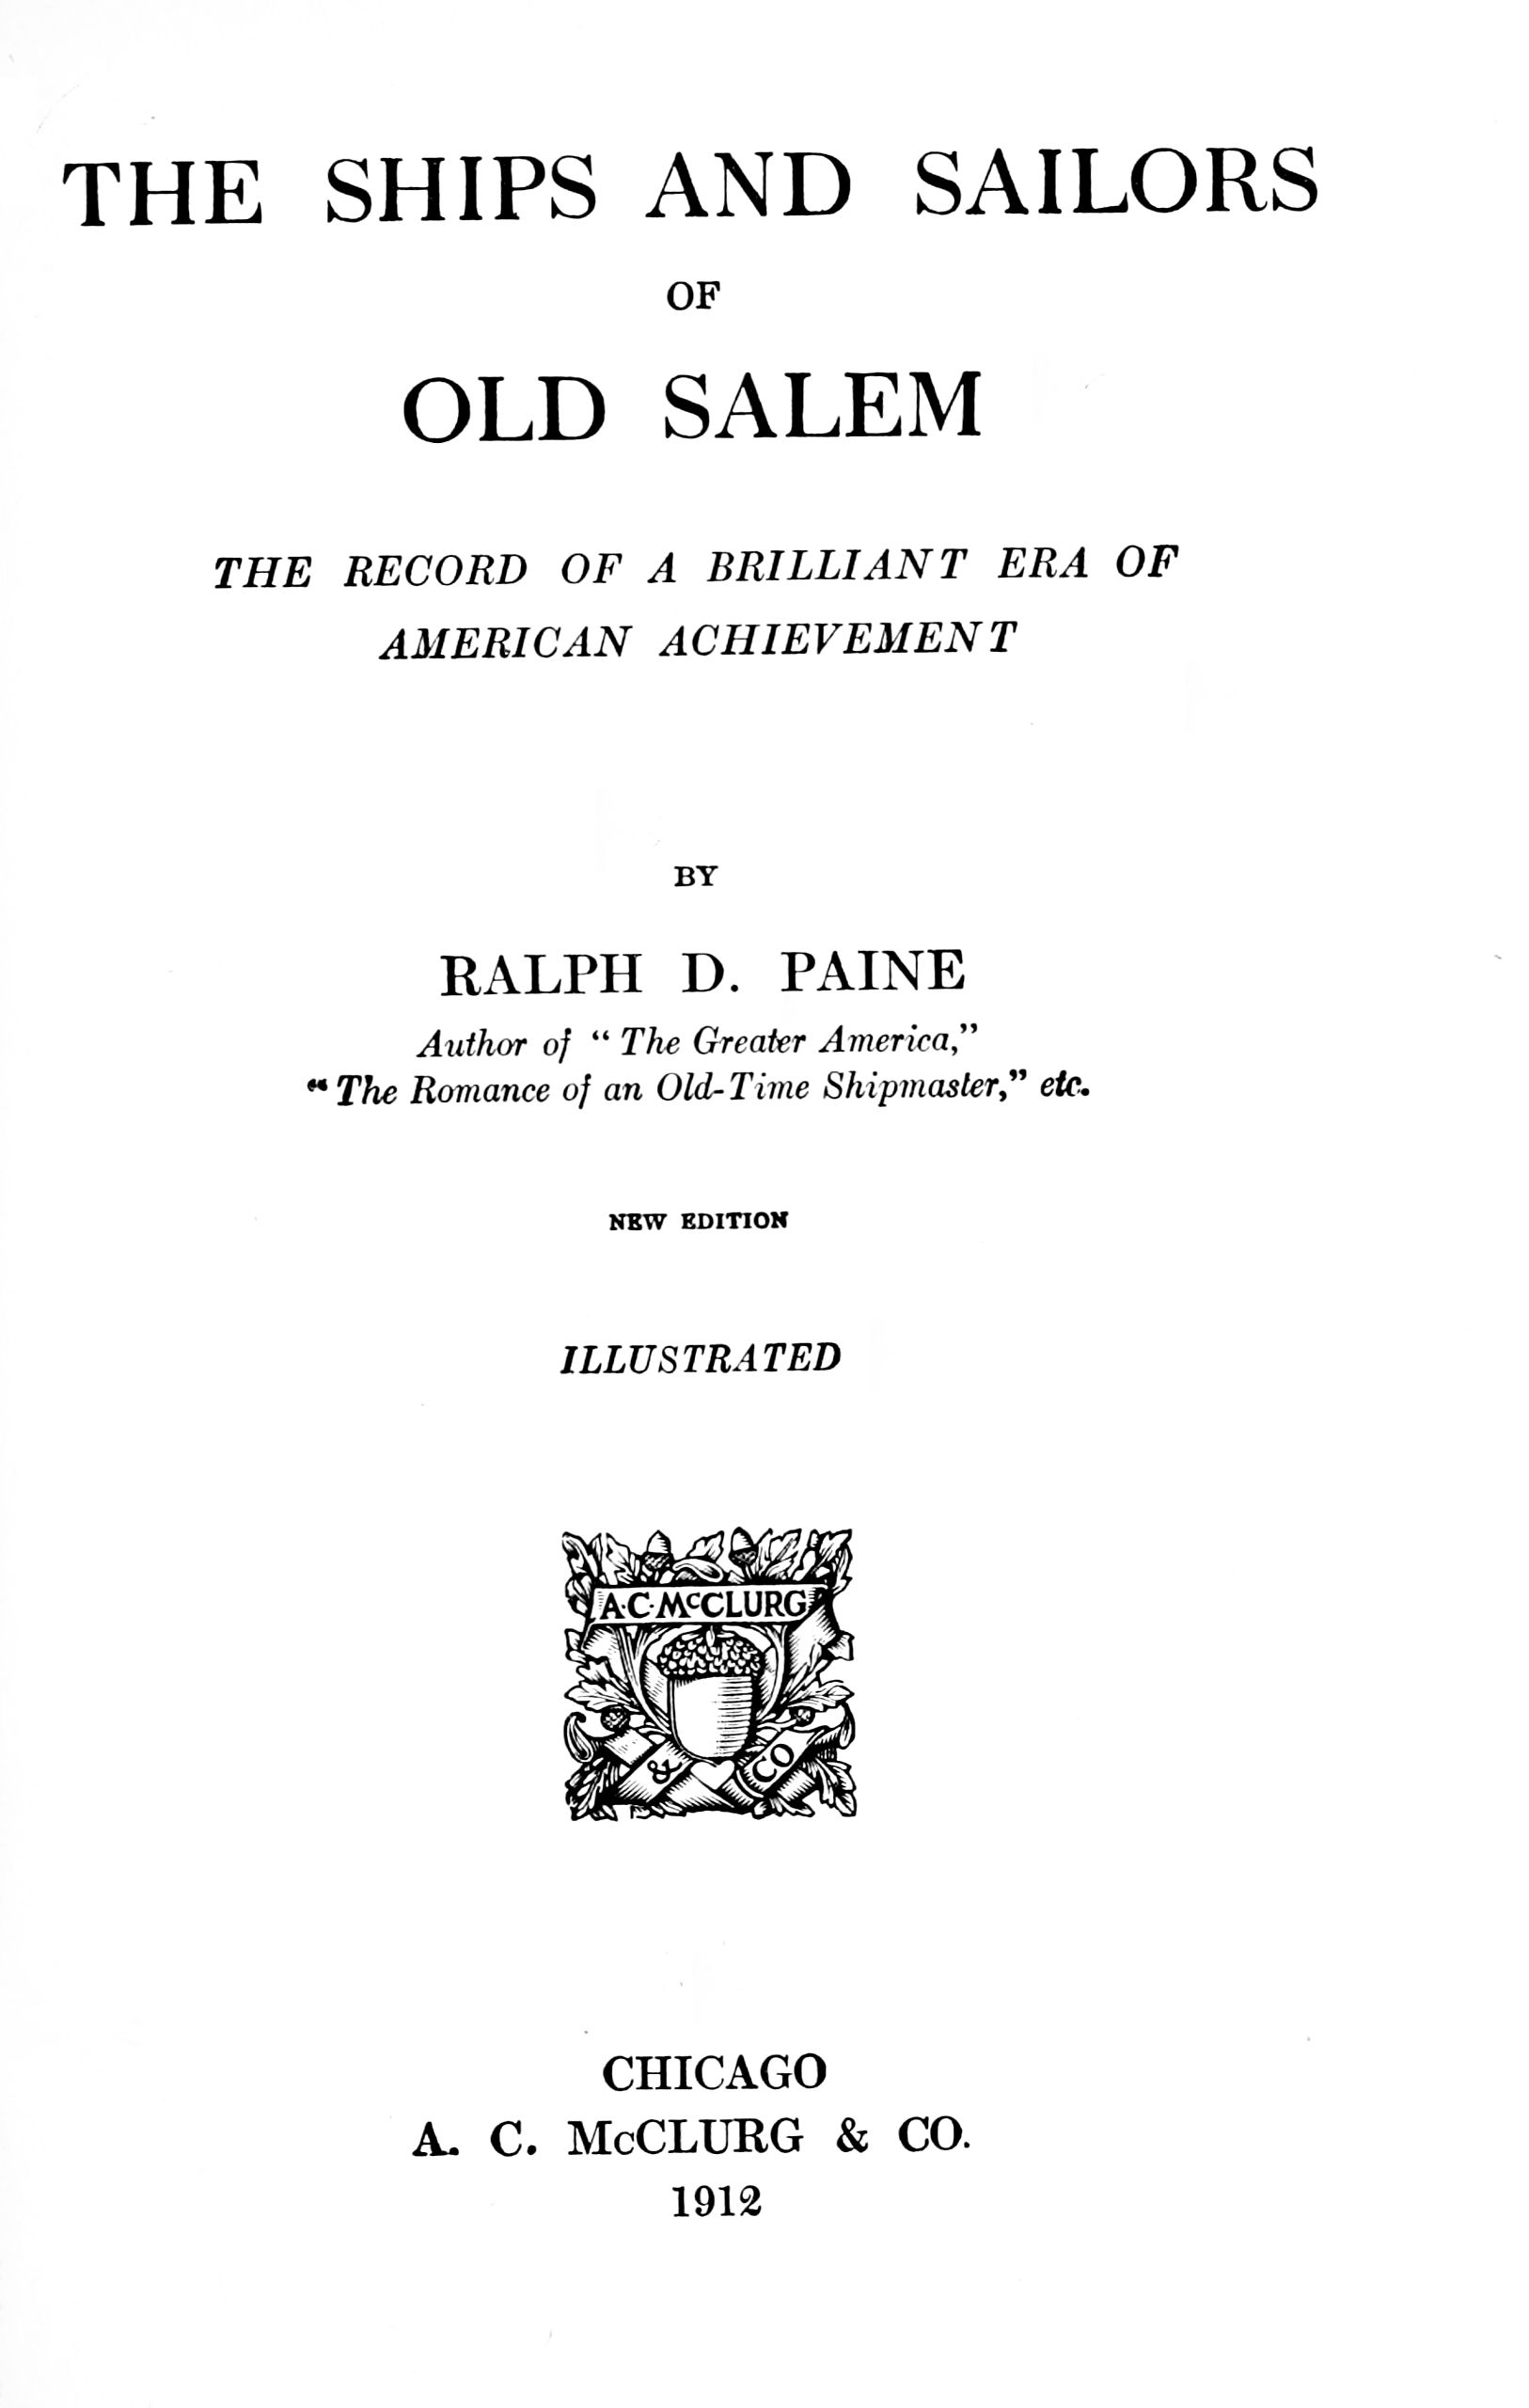 THE SHIPS AND SAILORS
OF
OLD SALEM
THE RECORD OF A BRILLIANT ERA OF
AMERICAN ACHIEVEMENT
BY
RALPH D. PAINE
Author of “The Greater America,”
“The Romance of an Old-Time Shipmaster,” etc.
NEW EDITION
ILLUSTRATED
A·C·McCLURG
& CO
CHICAGO
A. C. McCLURG & CO.
1912